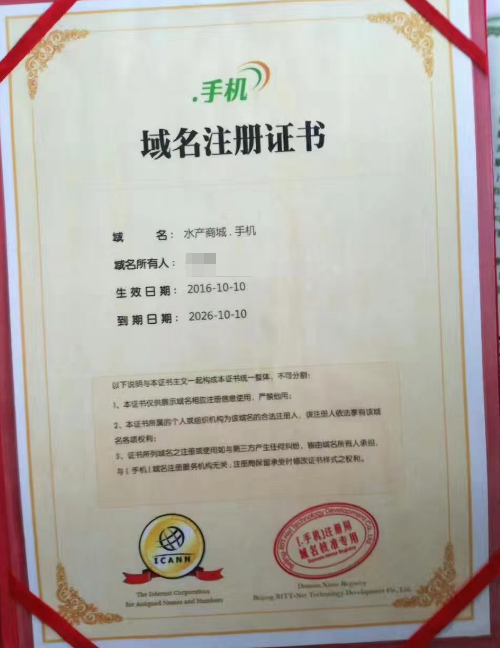 .手机
域名注册证书
域 名: 水产商城.手机
域名所有人:
生效日期: 2016-10-10
到期日期: 2026-10-10
以下说明与本证书主文一起构成本证书统一整体，不可分割:
1、本证书仅供展示域名相应注册信息使用，严禁他用;
2、本证书所属的个人或组织机构为该域名的合法注册人，该注册人依法享有该域
名各项权利;
3、证书所列域名之注册或使用如与第三方产生任何纠纷，皆由域名所有人承担，
与[.手机]域名注册服务机构无关，注册局保留承担付修改证书样式之权利。
ICANN
The Internet Corporation
for Assigned Names and Numbers
[.手机]注册局
域名核准专用
Domain Name Registry
Domain Name Registry
Beijing RITT-Net Technology Development Co., Ltd